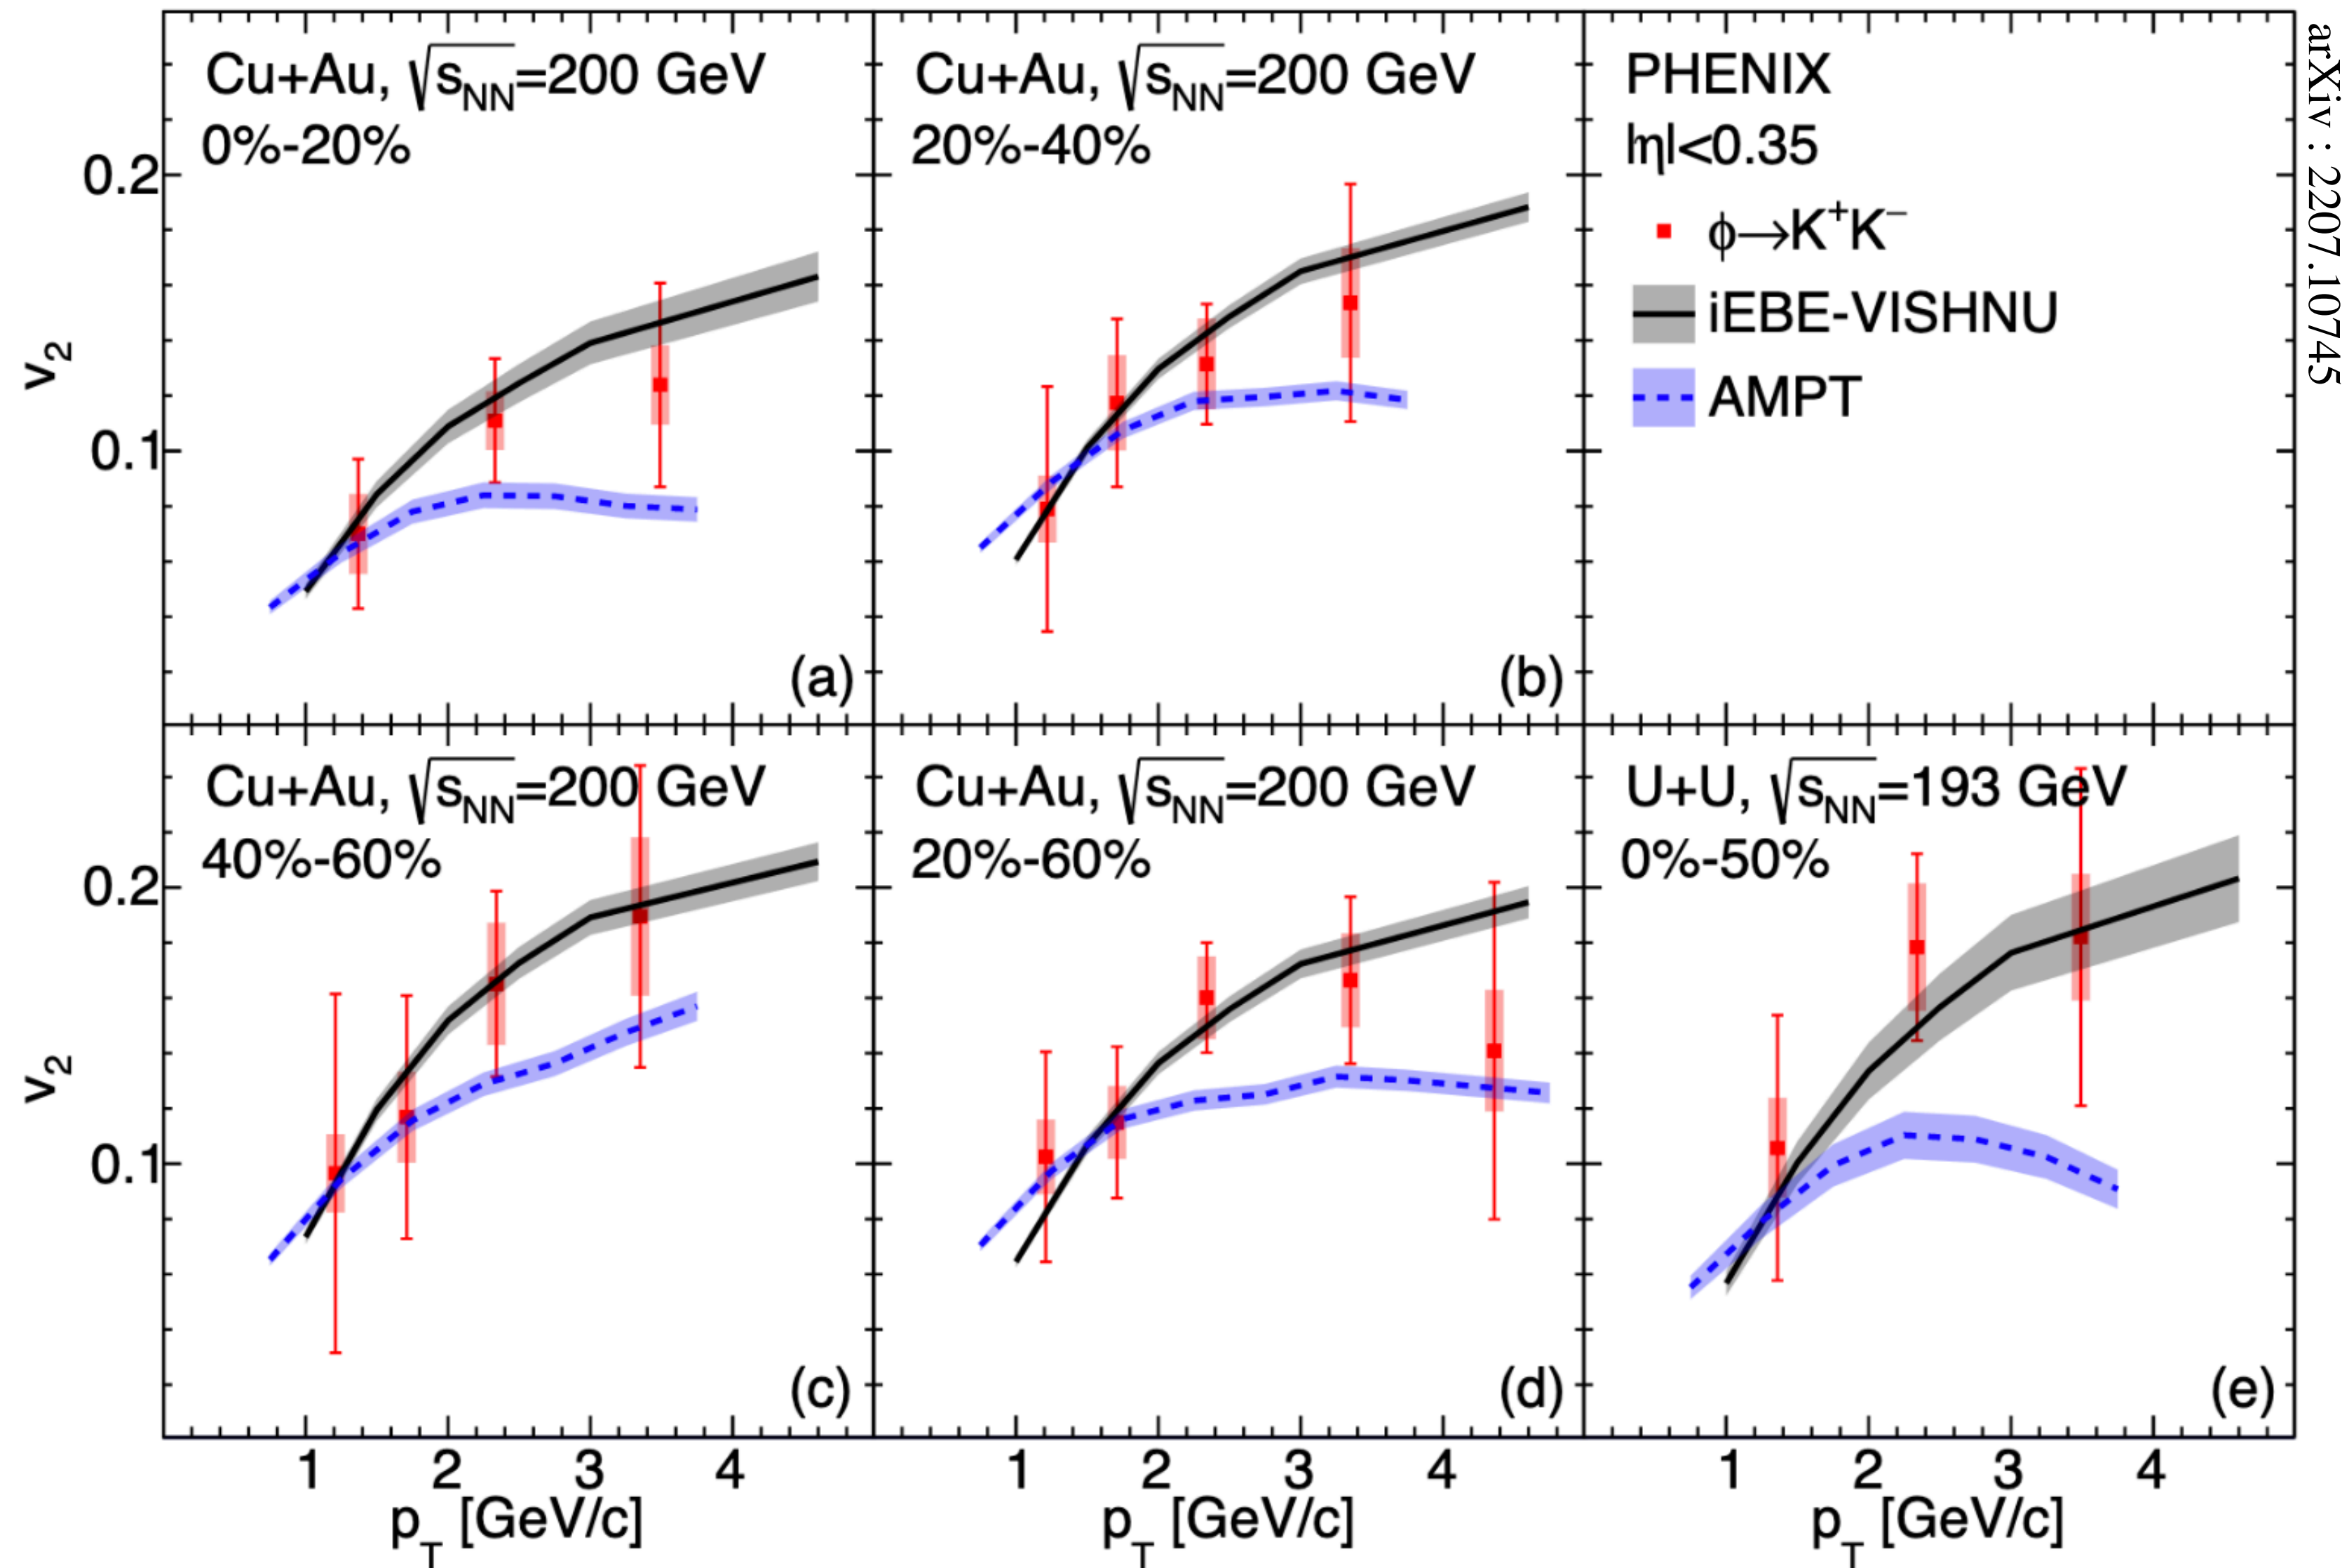 Cu+Au, √sNN=200 GeV
0%-20%
(a)
Cu+Au, √sNN=200 GeV
20%-40%
(b)
PHENIX
|η|<0.35
ϕ→K⁺K⁻
iEBE-VISHNU
AMPT
arXiv : 2207.10745
0.2
0.1
v₂
Cu+Au, √sNN=200 GeV
40%-60%
(c)
Cu+Au, √sNN=200 GeV
20%-60%
(d)
U+U, √sNN=193 GeV
0%-50%
(e)
0.2
0.1
v₂
1 2 3 4
1 2 3 4
1 2 3 4
pT [GeV/c]
pT [GeV/c]
pT [GeV/c]